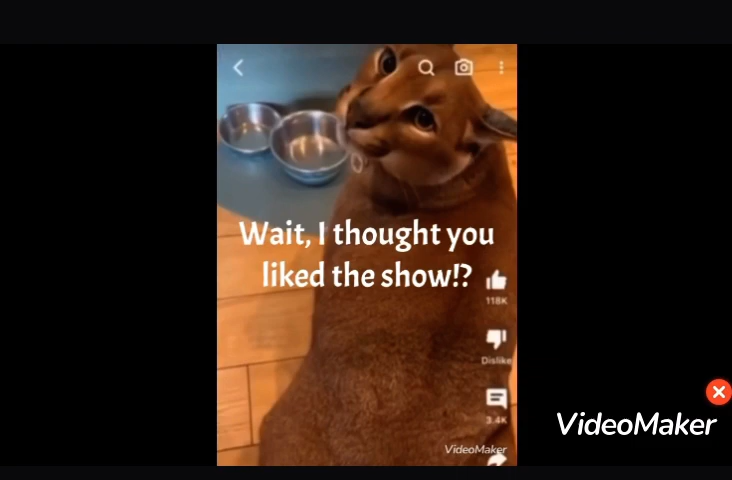 Wait, I thought you
liked the show!?
118K
Dislike
3.4K
VideoMaker
VideoMaker